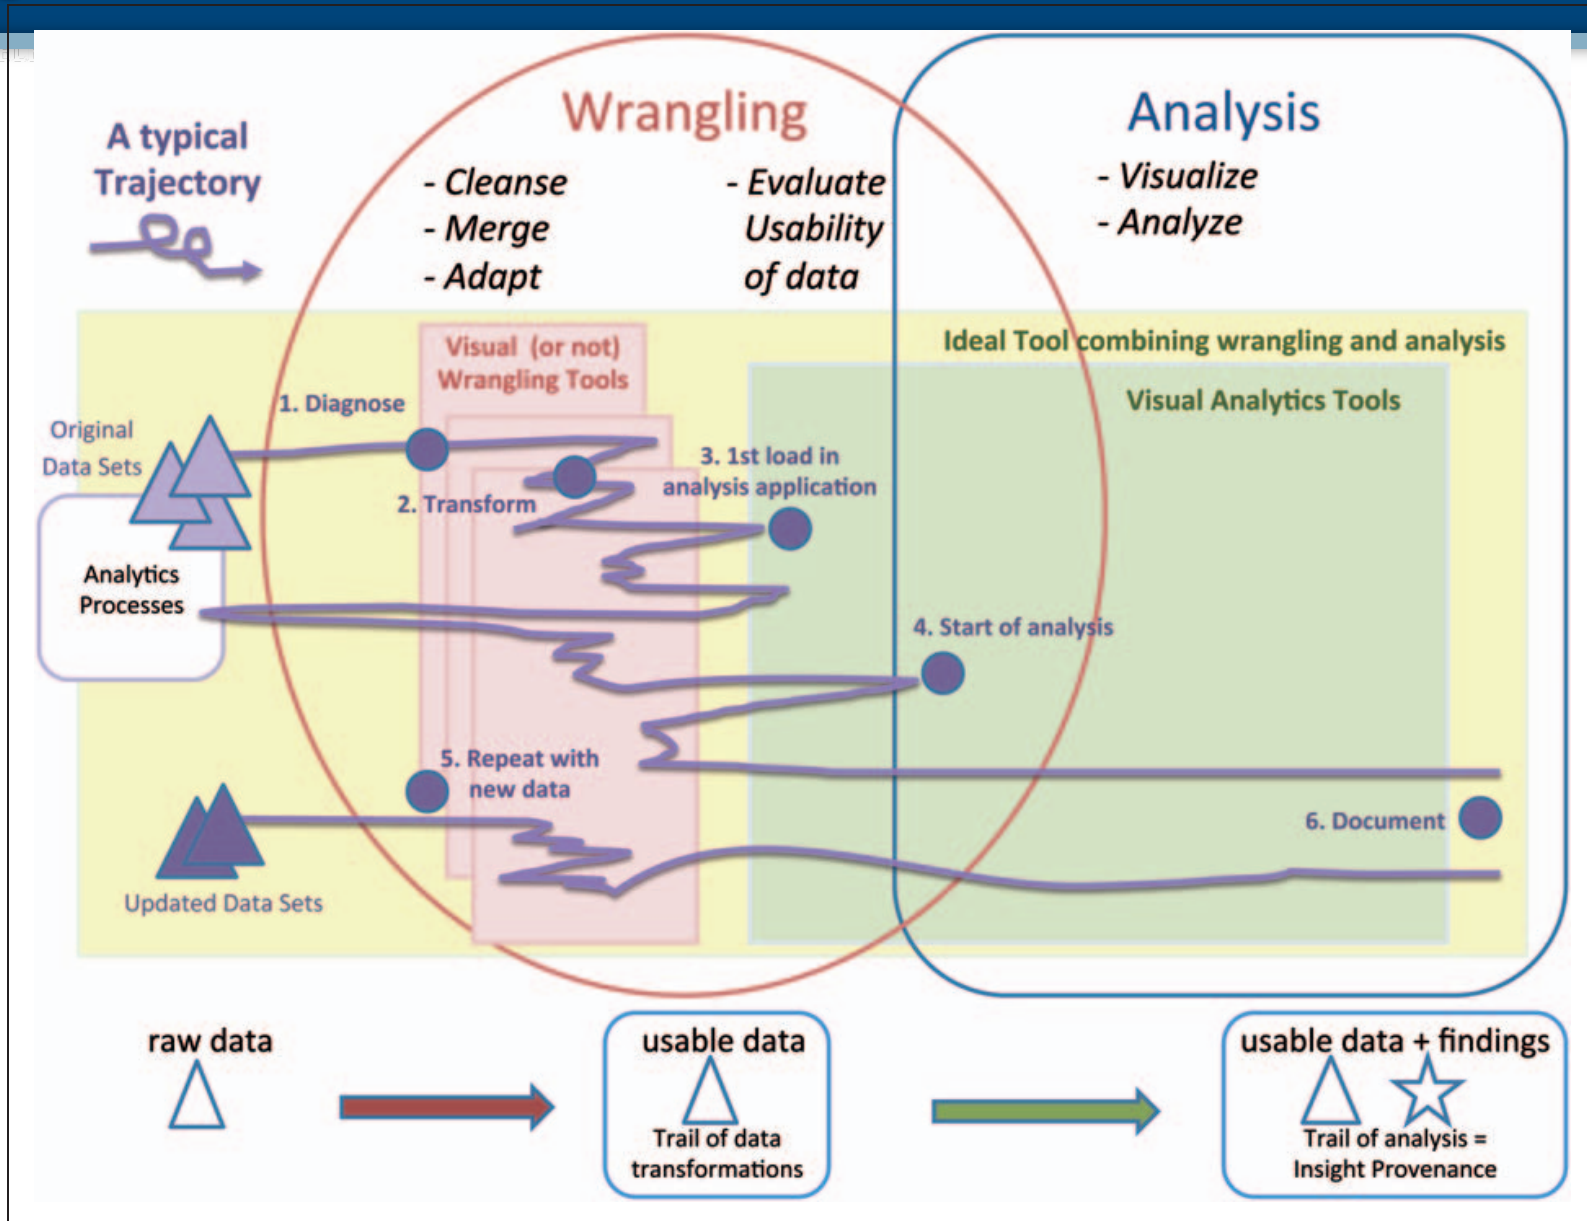 Wrangling
Analysis
A typical
Trajectory
- Cleanse
- Merge
- Adapt
- Evaluate
Usability
of data
- Visualize
- Analyze
Ideal Tool combining wrangling and analysis
Visual (or not)
Wrangling Tools
Visual Analytics Tools
1. Diagnose
Original
Data Sets
2. Transform
3. 1st load in
analysis application
Analytics
Processes
4. Start of analysis
5. Repeat with
new data
6. Document
Updated Data Sets
raw data
usable data
Trail of data
transformations
usable data + findings
Trail of analysis =
Insight Provenance